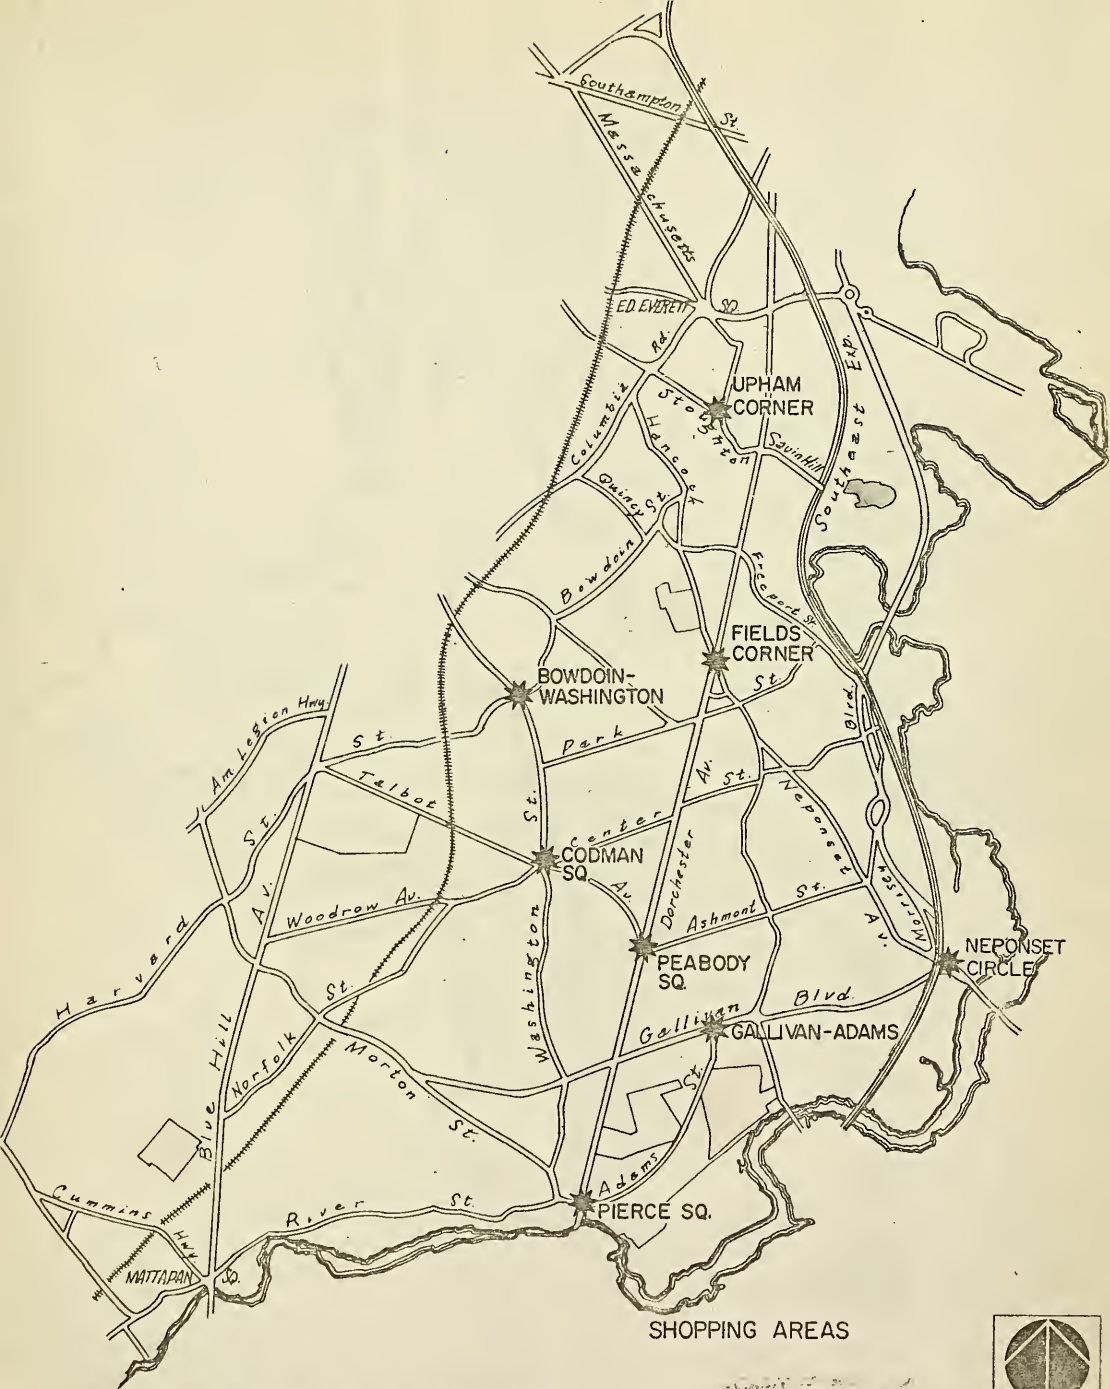 Southampton St
Massachusetts
ED. EVERETT SQ.
Rd.
Columbia
UPHAM
CORNER
Stoughton
Hancock
SavinHill
Southeast Exp.
Quincy
St.
Bowdoin
Freeport St.
FIELDS
CORNER
BOWDOIN-
WASHINGTON
St.
Park
Blvd.
Am Legion Hwy.
St.
Talbot
St.
Av.
St.
Neponset
St.
Center
CODMAN
SQ.
Av.
Dorchester
Ashmont St.
Morrissey
Av.
Av.
Woodrow Av.
Harvard
Washington
PEABODY
SQ.
NEPONSET
CIRCLE
Blvd.
Gallivan
GALLIVAN-ADAMS
St.
Norfolk
Blue Hill
Morton
St.
St.
Adams
PIERCE SQ.
River St.
Cummins
Hwy
MATTAPAN SQ.
SHOPPING AREAS